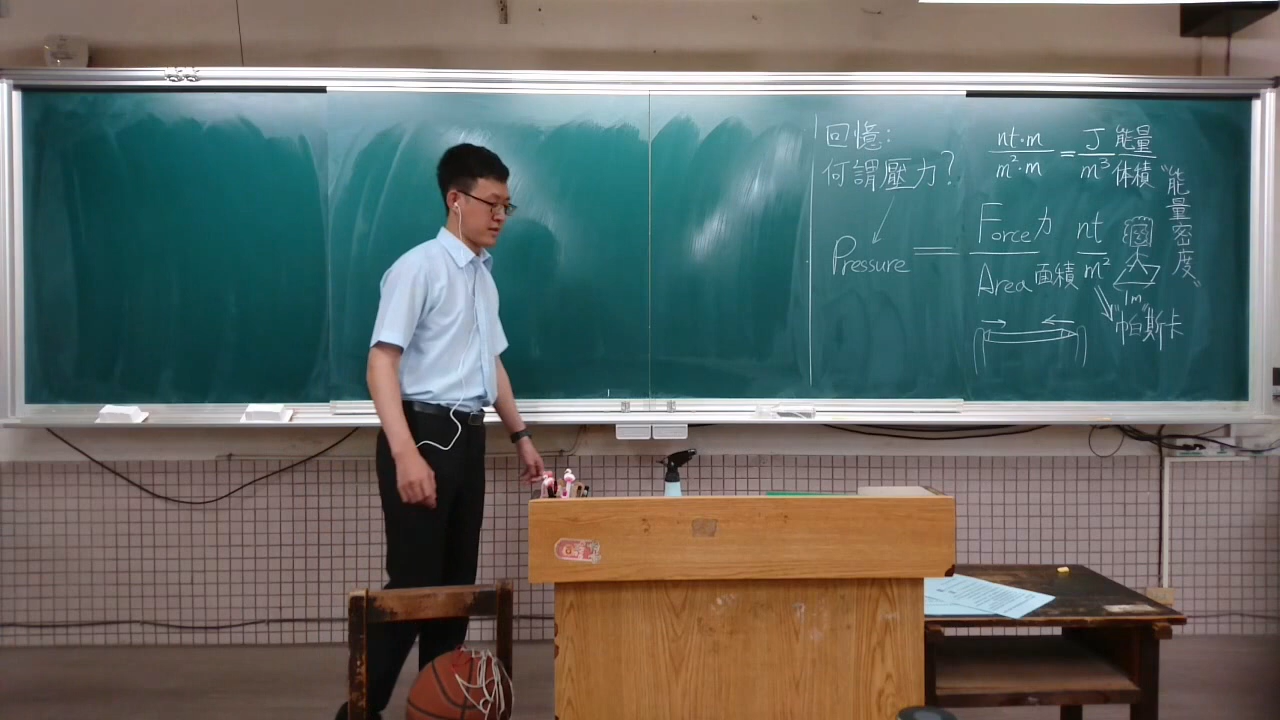 回憶:
何謂壓力?
Pressure = Force力 / Area面積 nt / m²
nt·m / m²·m = J 能量 / m³ 体積
"能量密度"
1m
"帕"斯卡